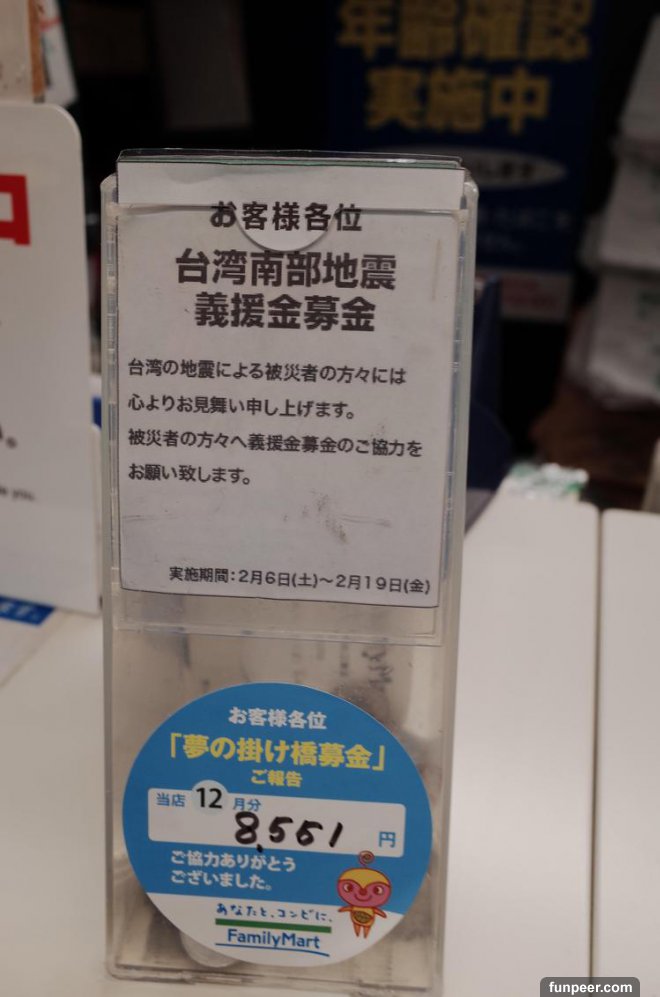 年齢確認
実施中
お客様各位
台湾南部地震
義援金募金
台湾の地震による被災者の方々には
心よりお見舞い申し上げます。
被災者の方々へ義援金募金のご協力を
お願い致します。
実施期間：2月6日(土)～2月19日(金)
お客様各位
「夢の掛け橋募金」
ご報告
当店 12 月分
8,551 円
ご協力ありがとう
ございました。
あなたと、コンビに、
FamilyMart
funpeer.com